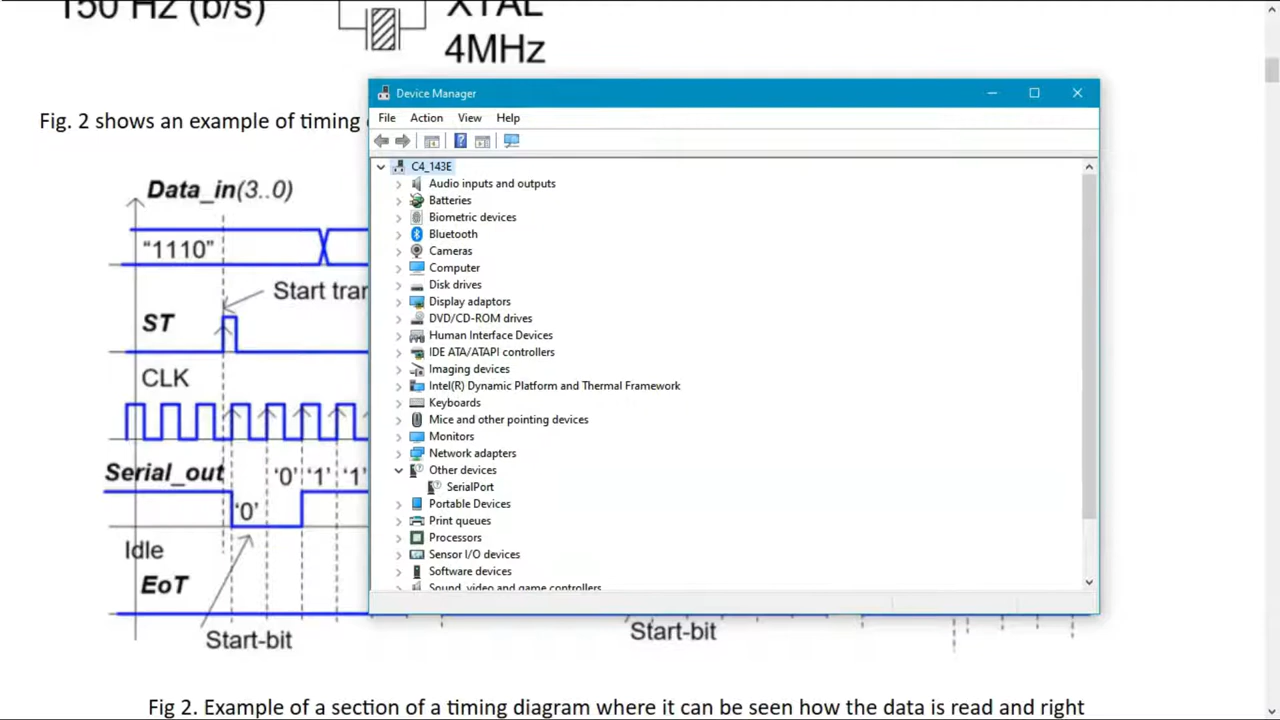 150 Hz (b/s)
XTAL
4MHz
Device Manager
Fig. 2 shows an example of timing
File Action View Help
C4_143E
Audio inputs and outputs
Batteries
Biometric devices
Bluetooth
Cameras
Computer
Disk drives
Display adaptors
DVD/CD-ROM drives
Human Interface Devices
IDE ATA/ATAPI controllers
Imaging devices
Intel(R) Dynamic Platform and Thermal Framework
Keyboards
Mice and other pointing devices
Monitors
Network adapters
Other devices
SerialPort
Portable Devices
Print queues
Processors
Sensor I/O devices
Software devices
Sound, video and game controllers
Data_in(3..0)
“1110”
Start
ST
CLK
Serial_out
‘0’ ‘1’ ‘1’
‘0’
Idle
EoT
Start-bit
Start-bit
Fig 2. Example of a section of a timing diagram where it can be seen how the data is read and right